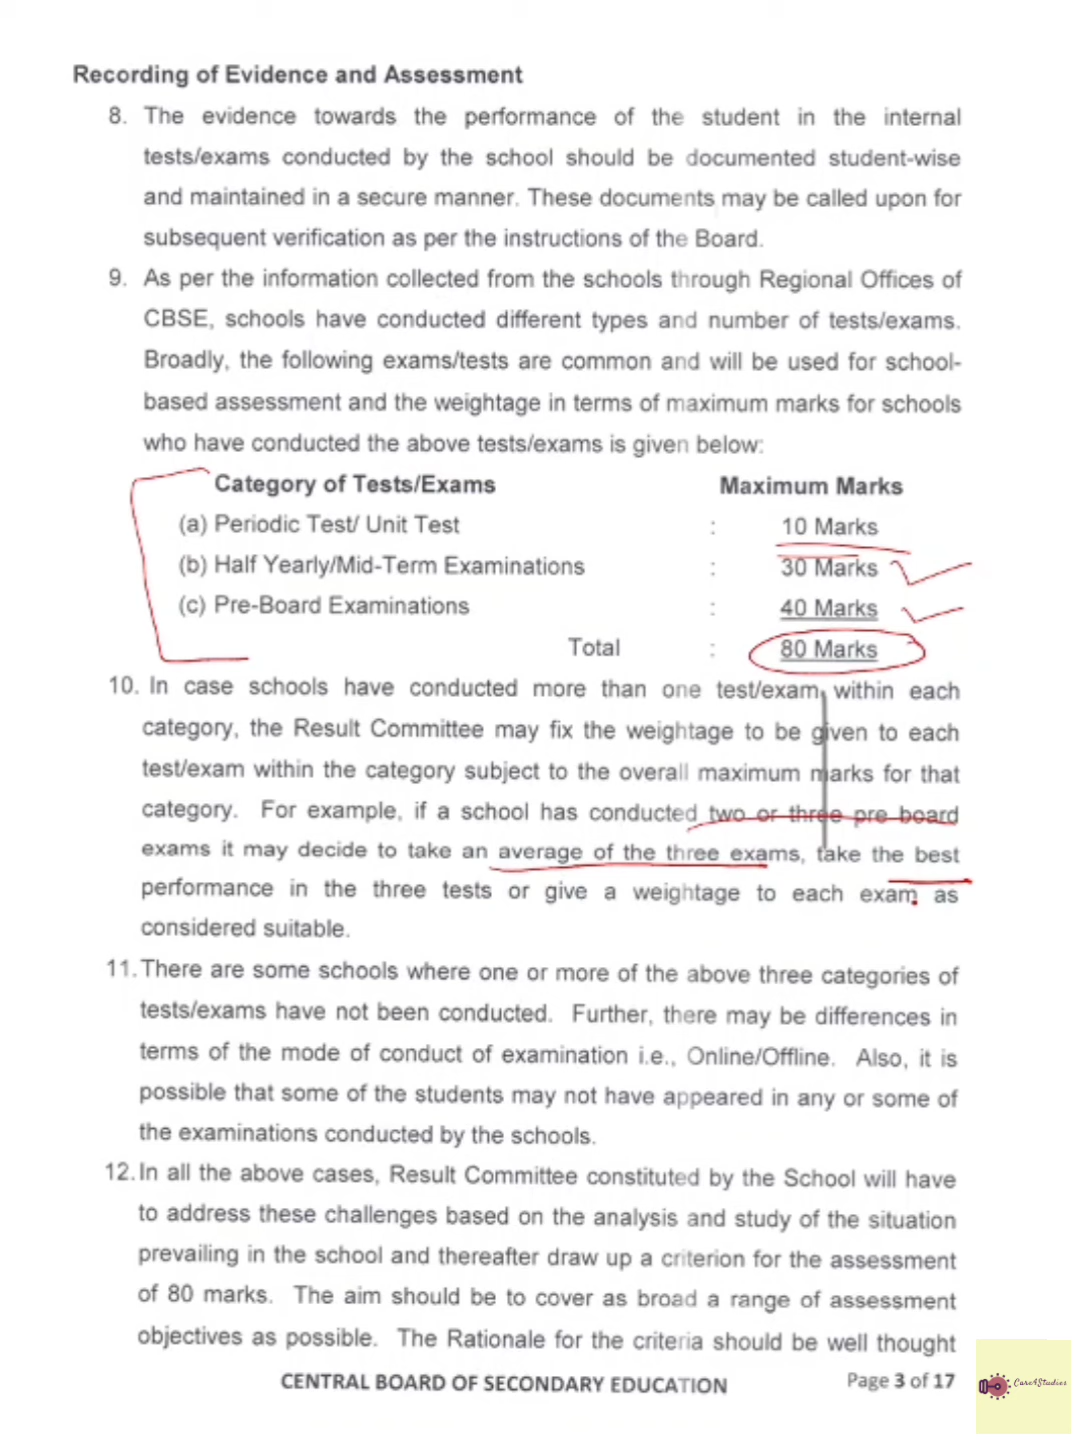 Recording of Evidence and Assessment
8. The evidence towards the performance of the student in the internal
tests/exams conducted by the school should be documented student-wise
and maintained in a secure manner. These documents may be called upon for
subsequent verification as per the instructions of the Board.
9. As per the information collected from the schools through Regional Offices of
CBSE, schools have conducted different types and number of tests/exams.
Broadly, the following exams/tests are common and will be used for school-
based assessment and the weightage in terms of maximum marks for schools
who have conducted the above tests/exams is given below:
Category of Tests/Exams Maximum Marks
(a) Periodic Test/ Unit Test : 10 Marks
(b) Half Yearly/Mid-Term Examinations : 30 Marks
(c) Pre-Board Examinations : 40 Marks
Total : 80 Marks
10. In case schools have conducted more than one test/exam, within each
category, the Result Committee may fix the weightage to be given to each
test/exam within the category subject to the overall maximum marks for that
category. For example, if a school has conducted two or three pre board
exams it may decide to take an average of the three exams, take the best
performance in the three tests or give a weightage to each exam as
considered suitable.
11. There are some schools where one or more of the above three categories of
tests/exams have not been conducted. Further, there may be differences in
terms of the mode of conduct of examination i.e., Online/Offline. Also, it is
possible that some of the students may not have appeared in any or some of
the examinations conducted by the schools.
12. In all the above cases, Result Committee constituted by the School will have
to address these challenges based on the analysis and study of the situation
prevailing in the school and thereafter draw up a criterion for the assessment
of 80 marks. The aim should be to cover as broad a range of assessment
objectives as possible. The Rationale for the criteria should be well thought
CENTRAL BOARD OF SECONDARY EDUCATION Page 3 of 17
Care4Studies